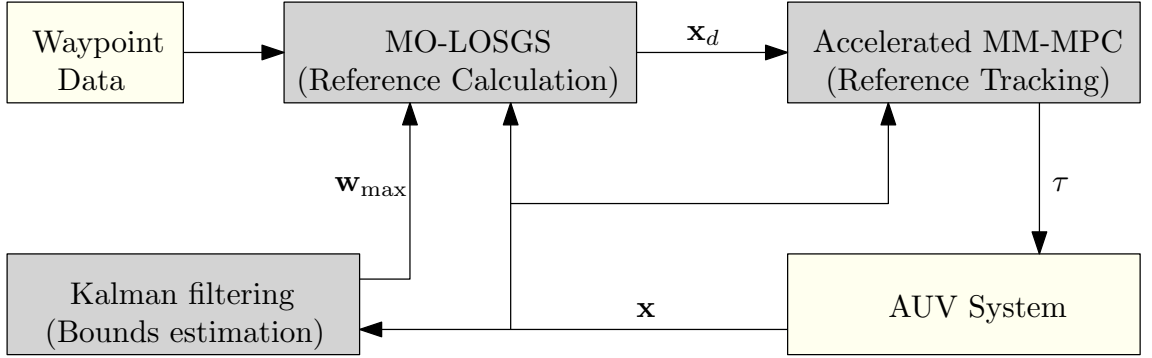 Waypoint
Data
MO-LOSGS
(Reference Calculation)
x_d
Accelerated MM-MPC
(Reference Tracking)
w_max
τ
Kalman filtering
(Bounds estimation)
x
AUV System